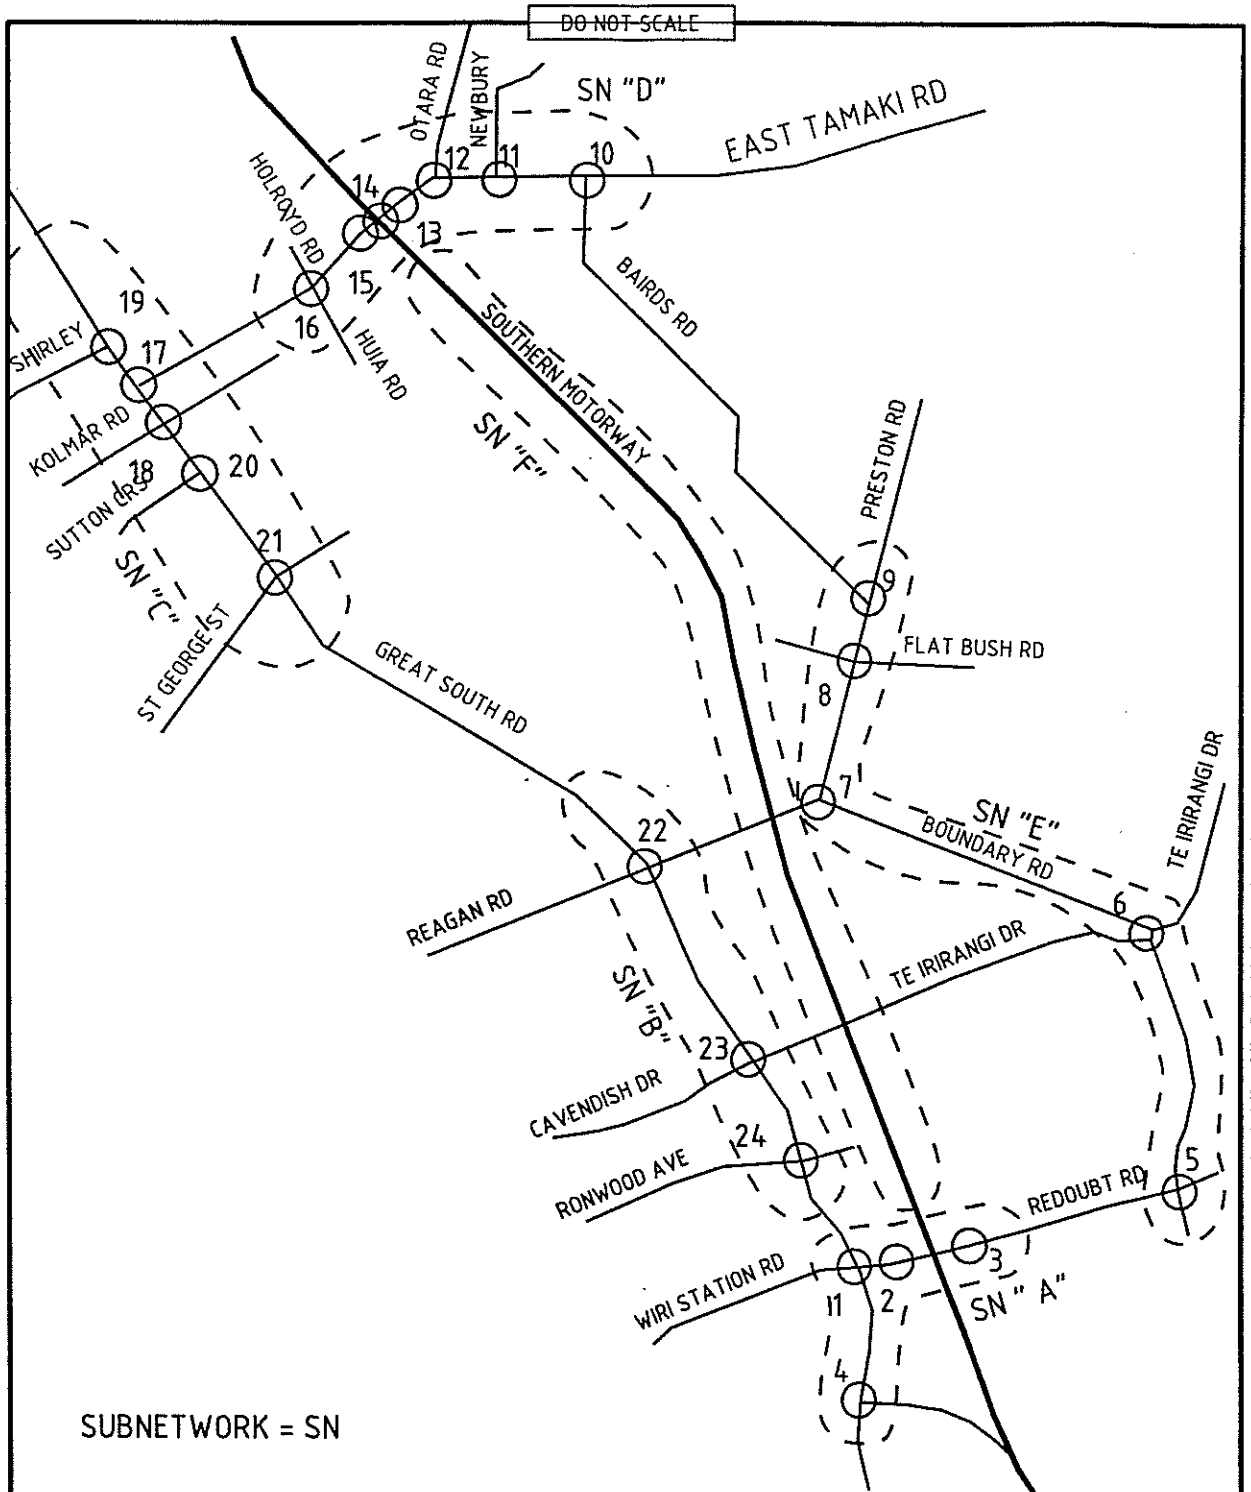 DO NOT SCALE
OTARA RD
NEWBURY
SN "D"
EAST TAMAKI RD
12
11
10
14
13
HOLROYD RD
15
16
HUIA RD
BAIRDS RD
SOUTHERN MOTORWAY
SN "F"
19
SHIRLEY
17
KOLMAR RD
18
SUTTON CRS
20
SN "C"
21
ST GEORGE ST
GREAT SOUTH RD
PRESTON RD
9
FLAT BUSH RD
8
7
SN "E"
BOUNDARY RD
TE IRIRANGI DR
22
REAGAN RD
6
TE IRIRANGI DR
SN "B"
23
CAVENDISH DR
24
RONWOOD AVE
5
REDOUBT RD
WIRI STATION RD
1
2
3
SN " A"
4
SUBNETWORK = SN